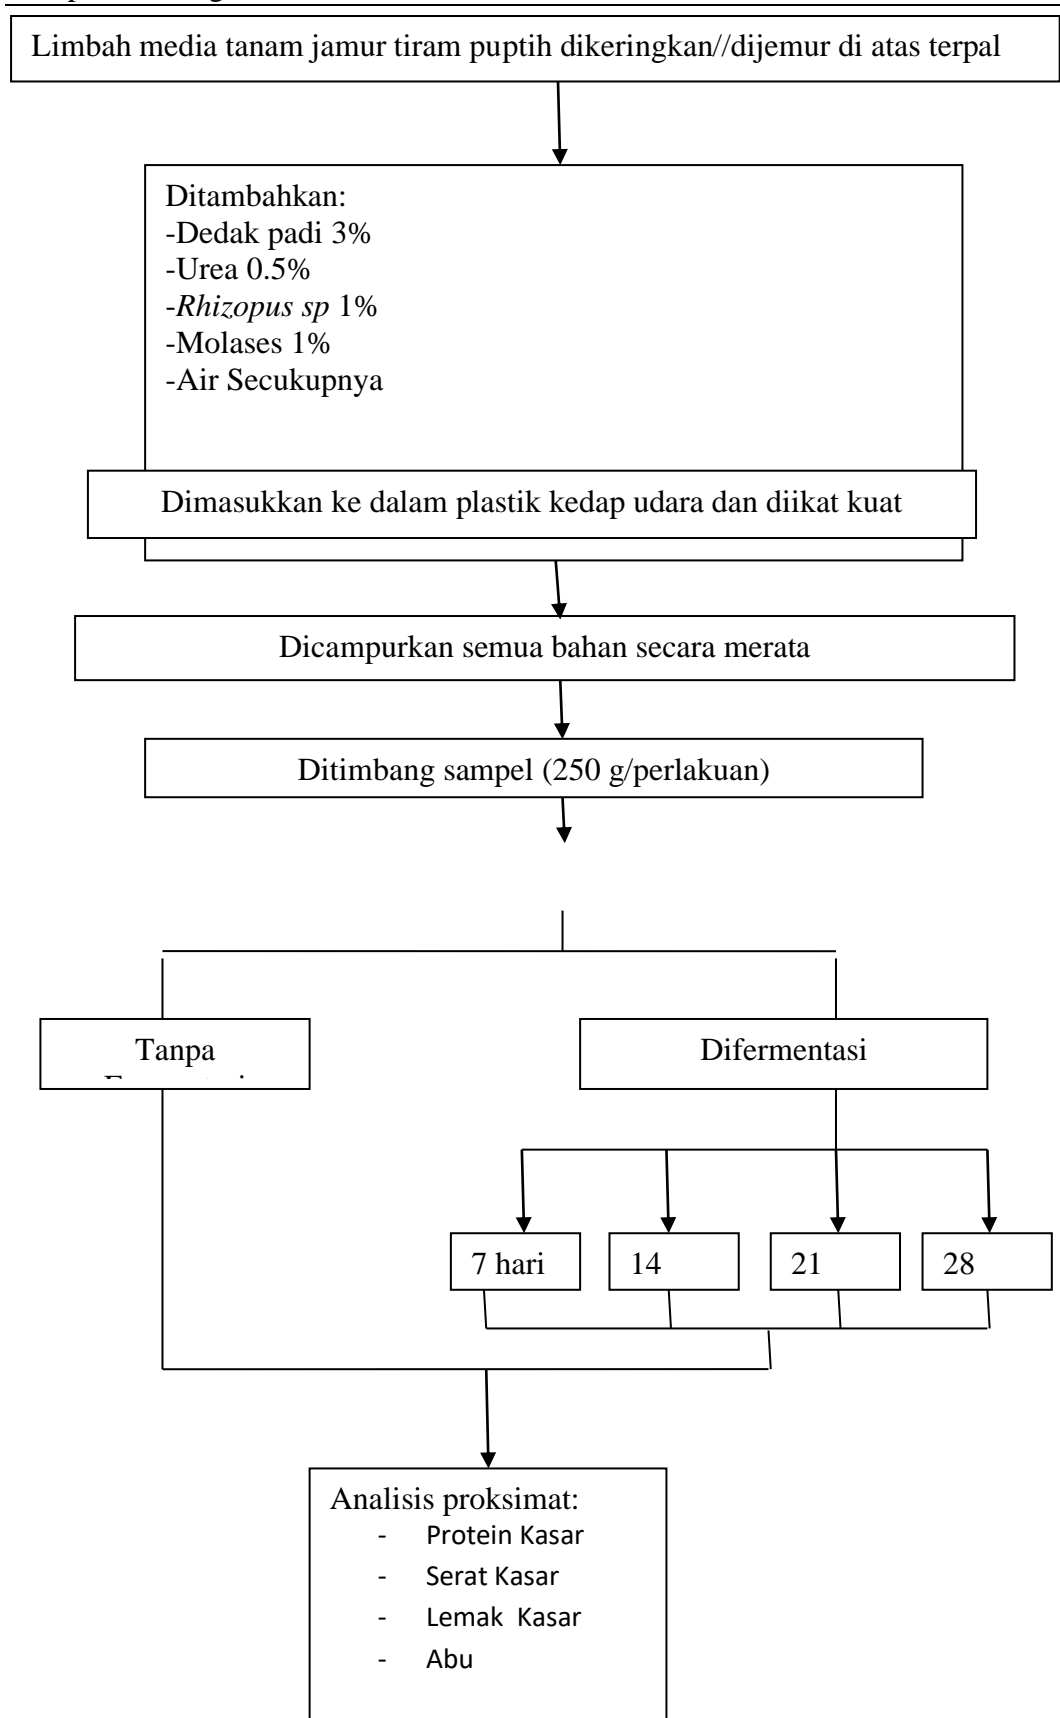 Limbah media tanam jamur tiram puptih dikeringkan//dijemur di atas terpal
Ditambahkan:
-Dedak padi 3%
-Urea 0.5%
-Rhizopus sp 1%
-Molases 1%
-Air Secukupnya
Dimasukkan ke dalam plastik kedap udara dan diikat kuat
Dicampurkan semua bahan secara merata
Ditimbang sampel (250 g/perlakuan)
Tanpa
Difermentasi
7 hari
14
21
28
Analisis proksimat:
- Protein Kasar
- Serat Kasar
- Lemak Kasar
- Abu